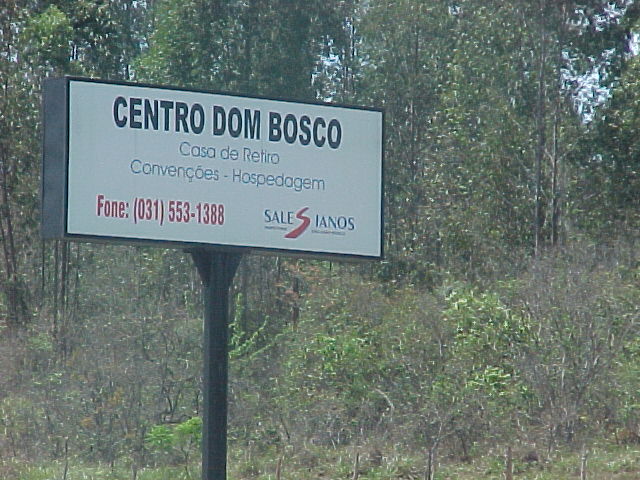 CENTRO DOM BOSCO
Casa de Retiro
Convenções - Hospedagem
Fone: (031) 553-1388
SALESIANOS